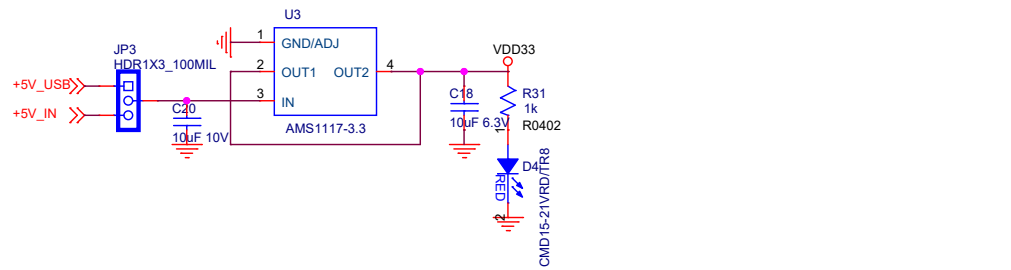 U3
JP3
HDR1X3_100MIL
+5V_USB
+5V_IN
1
GND/ADJ
2
OUT1
OUT2
4
3
IN
AMS1117-3.3
C20
10uF 10V
VDD33
C18
10uF 6.3V
R31
1k
R0402
1
D4
RED
2
CMD15-21VRD/TR8